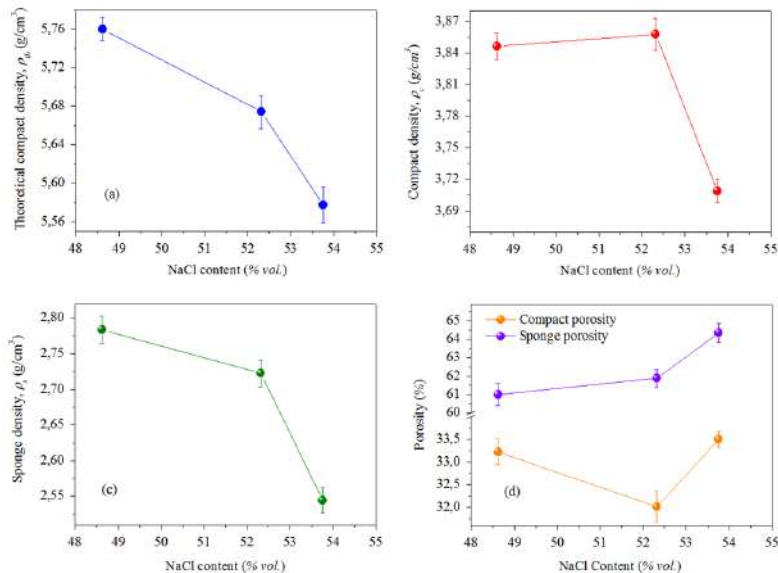 5,76
5,72
5,68
5,64
5,60
5,56
Theoretical compact density, ρth (g/cm³)
(a)
48 49 50 51 52 53 54 55
NaCl content (% vol.)
3,87
3,84
3,81
3,78
3,75
3,72
3,69
Compact density, ρc (g/cm³)
48 49 50 51 52 53 54 55
NaCl content (% vol.)
2,80
2,75
2,70
2,65
2,60
2,55
Sponge density, ρs (g/cm³)
(c)
48 49 50 51 52 53 54 55
NaCl content (% vol.)
Compact porosity
Sponge porosity
65
64
63
62
61
60
33,5
33,0
32,5
32,0
Porosity (%)
(d)
48 49 50 51 52 53 54 55
NaCl Content (% vol.)